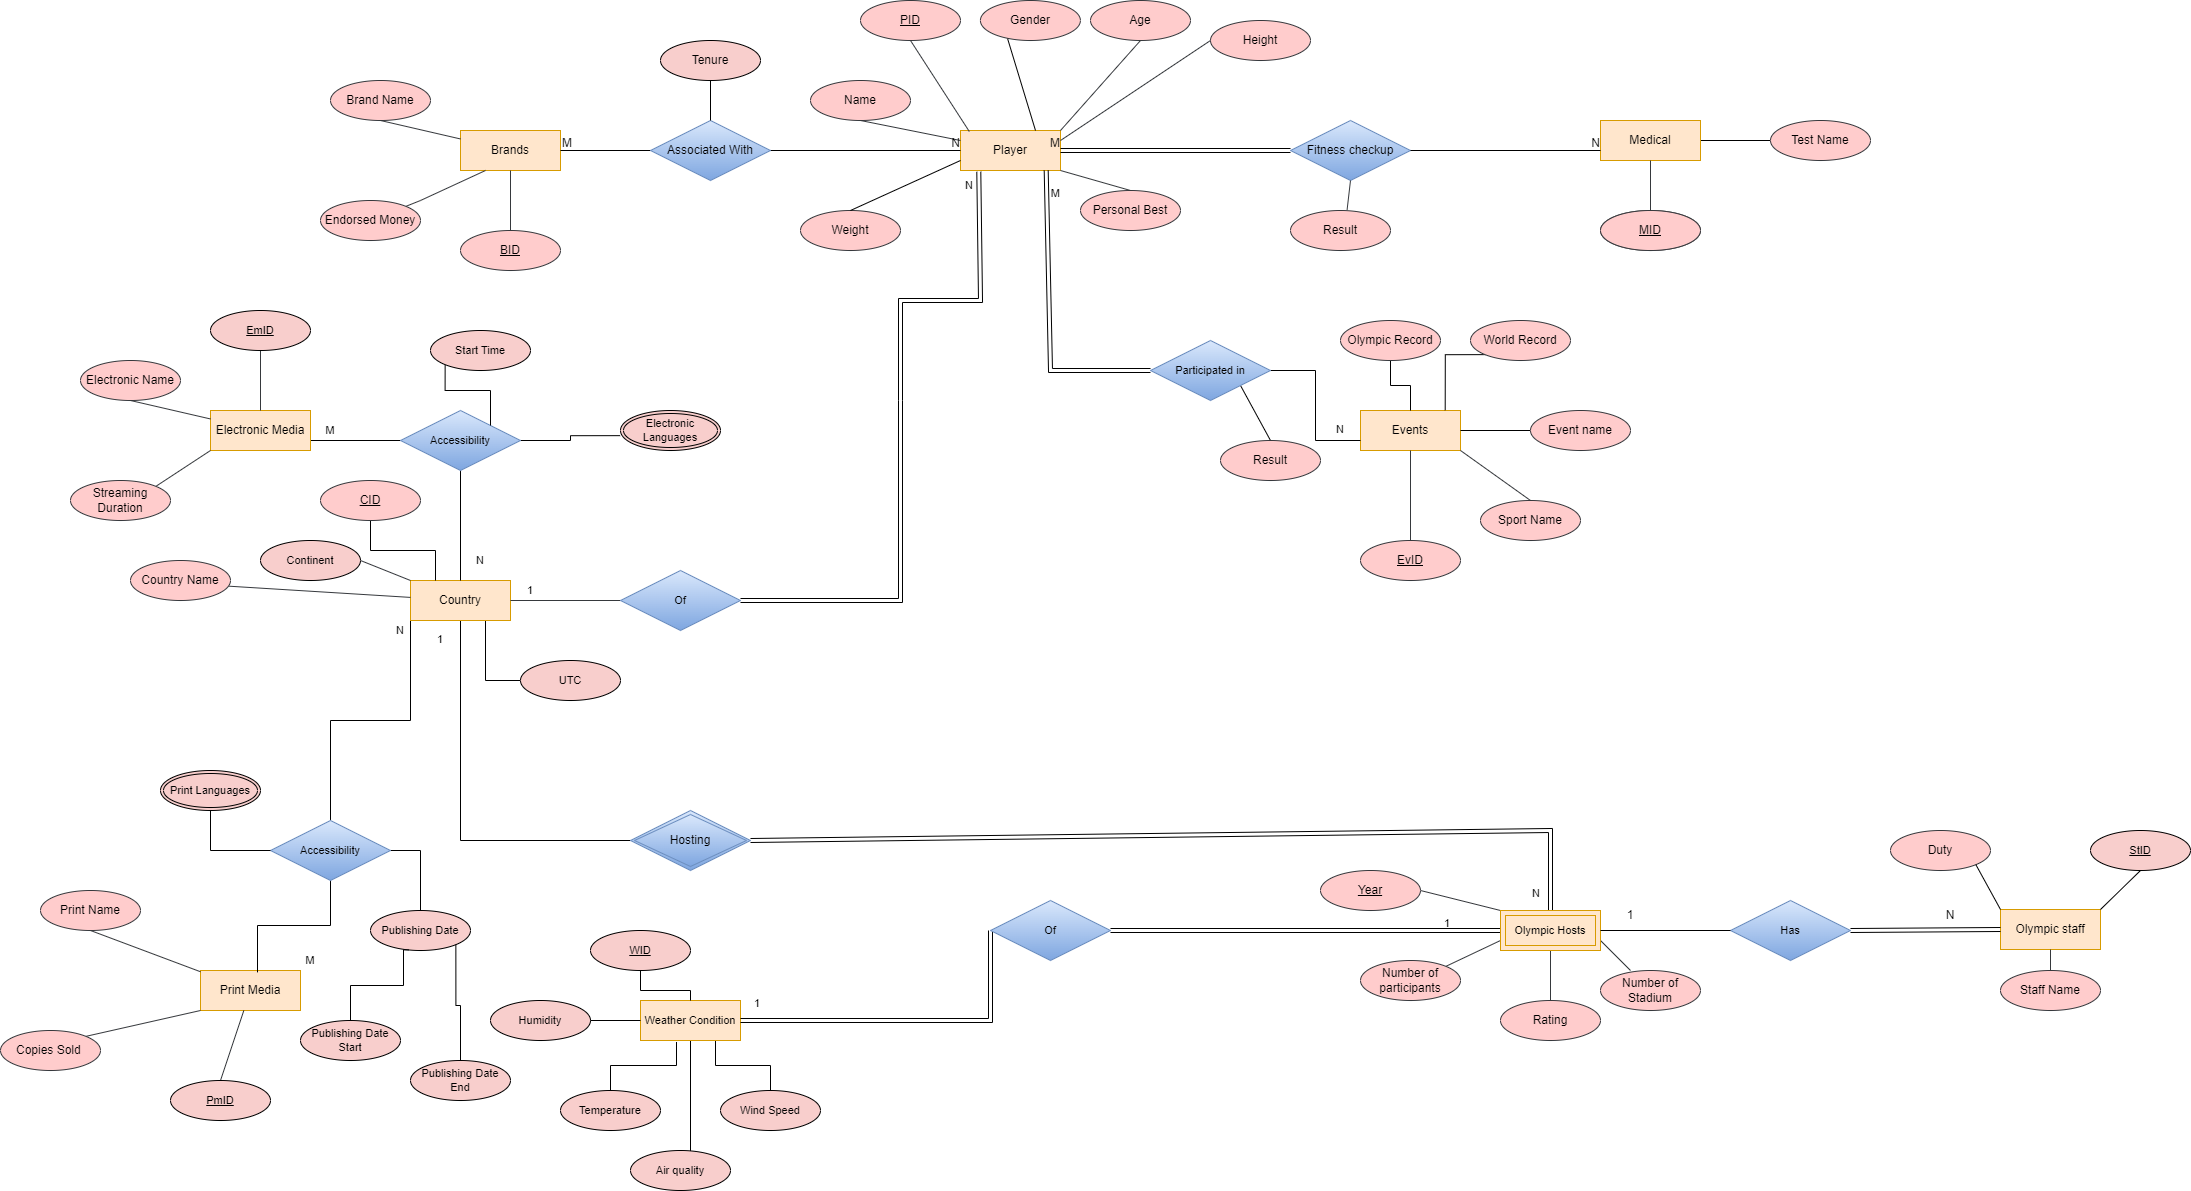 PID
Gender
Age
Height
Tenure
Brand Name
Name
Brands
M
Associated With
N
Player
M
Fitness checkup
N
Medical
Test Name
Endorsed Money
BID
Weight
N
M
Personal Best
Result
MID
EmID
Start Time
Olympic Record
World Record
Electronic Name
Participated in
Electronic Media
M
Accessibility
Electronic
Languages
N
Events
Event name
Result
Streaming
Duration
CID
Sport Name
Continent
N
EvID
Country Name
Country
1
Of
N
1
UTC
Print Languages
Accessibility
Hosting
Duty
StID
Print Name
Publishing Date
Year
N
1
1
Of
Olympic Hosts
Has
N
Olympic staff
M
WID
Print Media
Number of
participants
Number of
Stadium
Staff Name
1
Humidity
Weather Condition
Rating
Copies Sold
Publishing Date
Start
Publishing Date
End
PmID
Temperature
Wind Speed
Air quality